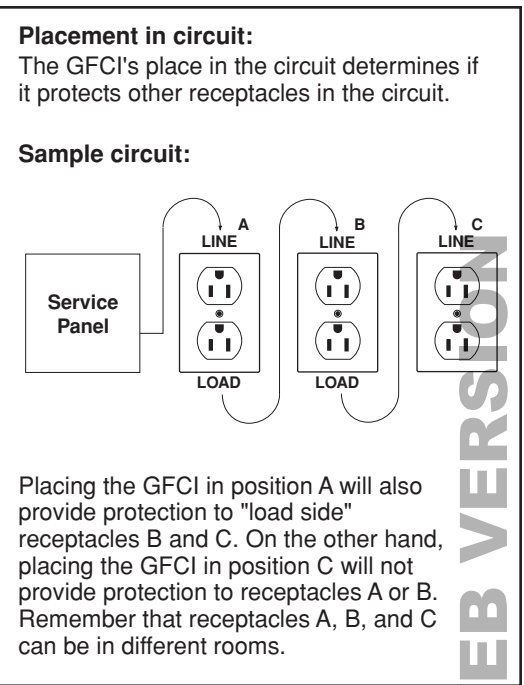 Placement in circuit:
The GFCI's place in the circuit determines if
it protects other receptacles in the circuit.
Sample circuit:
A
LINE
B
LINE
C
LINE
Service
Panel
LOAD
LOAD
Placing the GFCI in position A will also
provide protection to "load side"
receptacles B and C. On the other hand,
placing the GFCI in position C will not
provide protection to receptacles A or B.
Remember that receptacles A, B, and C
can be in different rooms.
EB VERSION